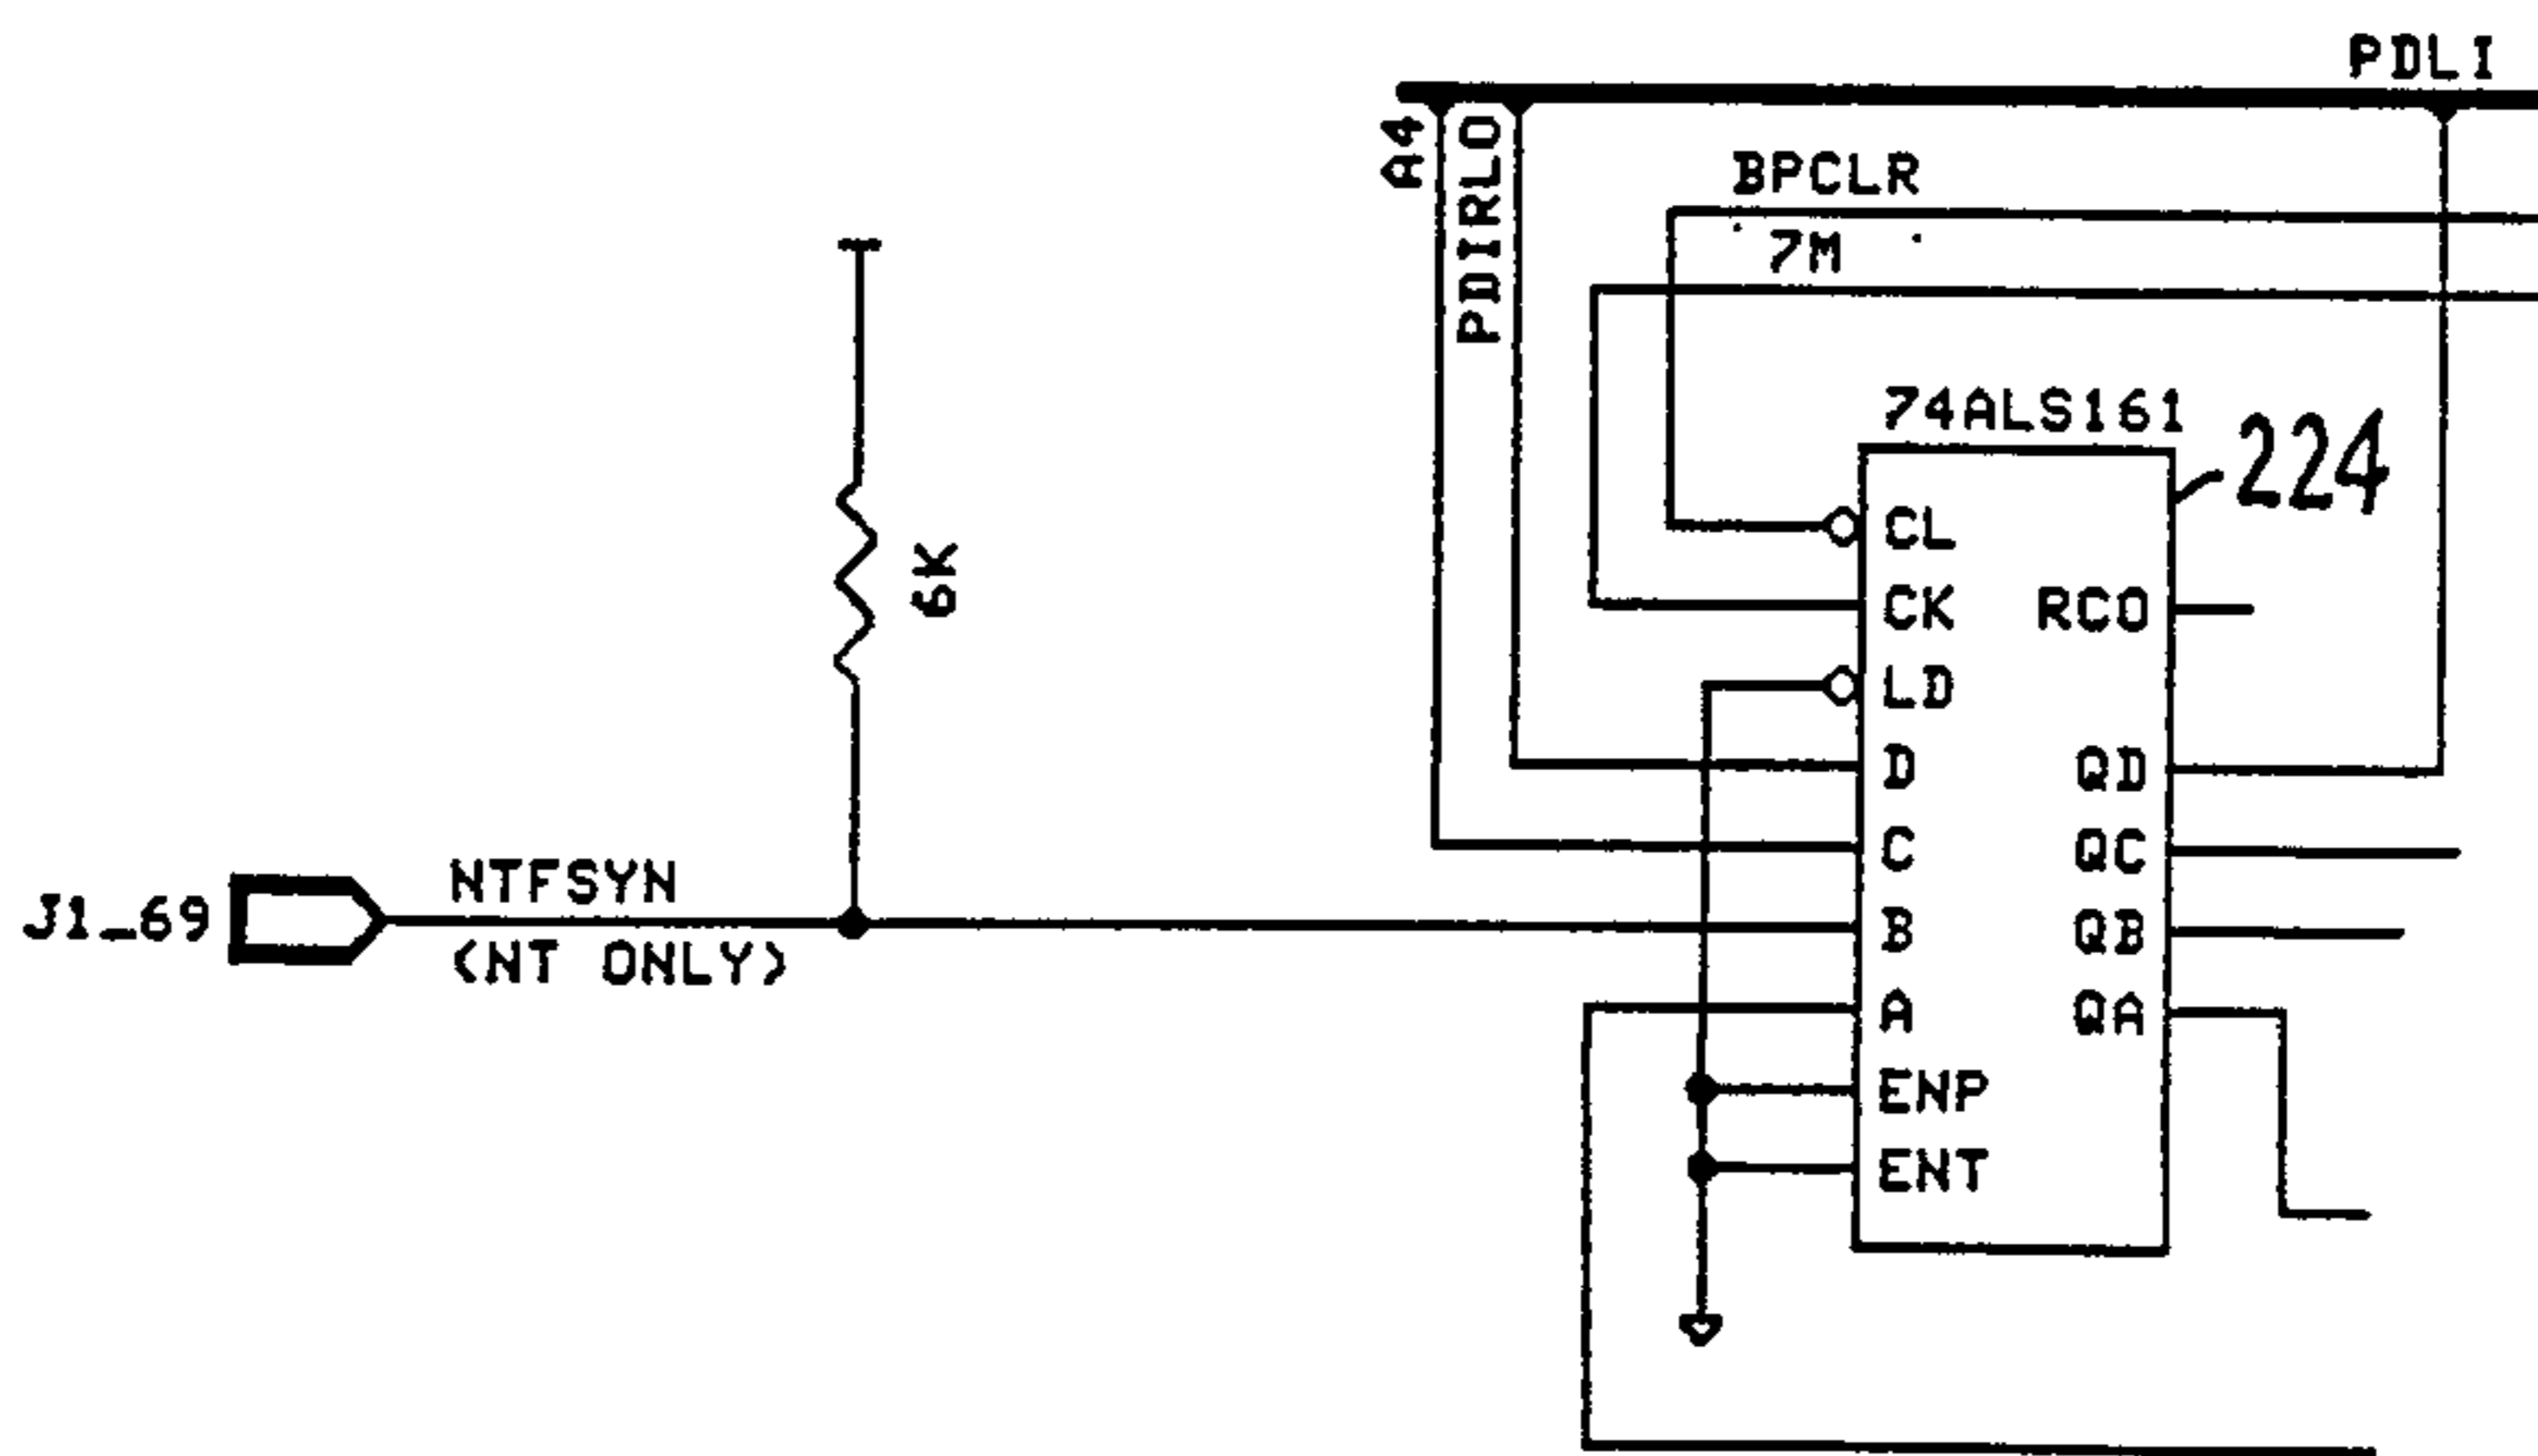 PDLI
A4
PDIRLO
BPCLR
7M
74ALS161
224
6K
CL
CK RCO
LD
D QD
C QC
J1_69 NTFSYN
(NT ONLY)
B QB
A QA
ENP
ENT